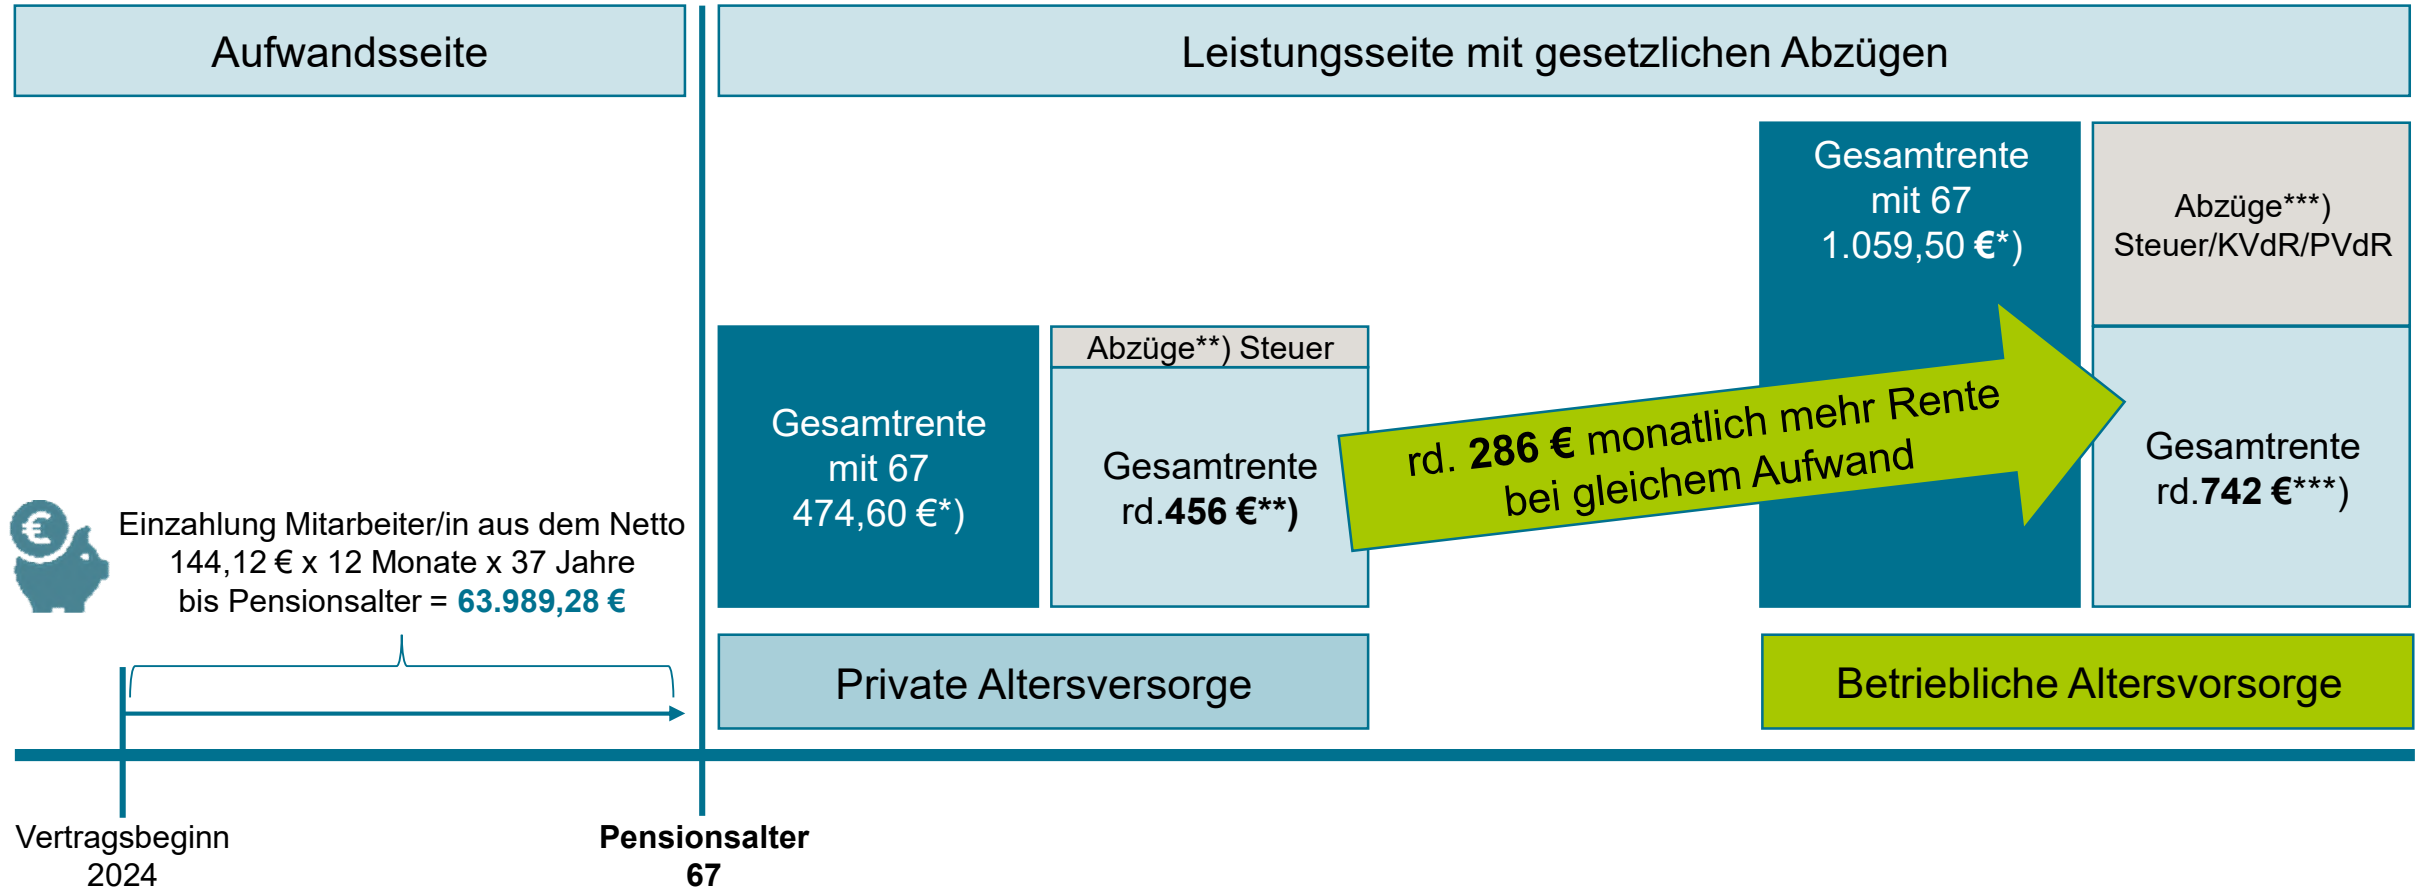 Aufwandsseite
Leistungsseite mit gesetzlichen Abzügen
€
Einzahlung Mitarbeiter/in aus dem Netto
144,12 € x 12 Monate x 37 Jahre
bis Pensionsalter = 63.989,28 €
Gesamtrente
mit 67
474,60 €*)
Abzüge**) Steuer
Gesamtrente
rd.456 €**)
rd. 286 € monatlich mehr Rente
bei gleichem Aufwand
Gesamtrente
mit 67
1.059,50 €*)
Abzüge***)
Steuer/KVdR/PVdR
Gesamtrente
rd.742 €***)
Private Altersversorge
Betriebliche Altersvorsorge
Vertragsbeginn
2024
Pensionsalter
67